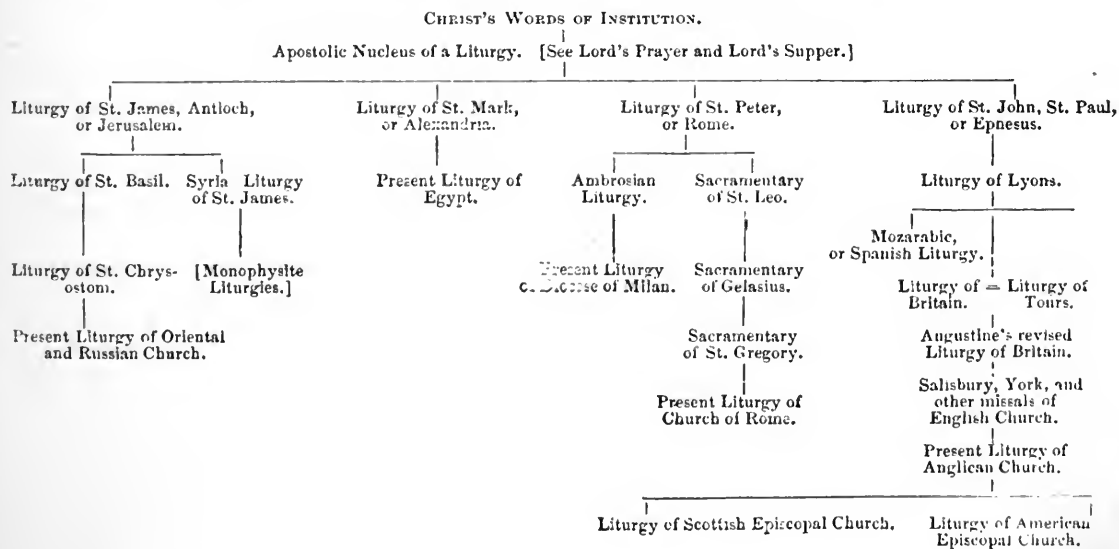 CHRIST'S WORDS OF INSTITUTION.
Apostolic Nucleus of a Liturgy. [See Lord's Prayer and Lord's Supper.]
Liturgy of St. James, Antioch,
or Jerusalem.
Liturgy of St. Mark,
or Alexandria.
Liturgy of St. Peter,
or Rome.
Liturgy of St. John, St. Paul,
or Ephesus.
Liturgy of St. Basil.
Syria Liturgy
of St. James.
Present Liturgy of
Egypt.
Ambrosian
Liturgy.
Sacramentary
of St. Leo.
Liturgy of Lyons.
Mozarabic,
or Spanish Liturgy.
Liturgy of St. Chrys-
ostom.
[Monophysite
Liturgies.]
Present Liturgy
of Diocese of Milan.
Sacramentary
of Gelasius.
Liturgy of = Liturgy of
Britain. Tours.
Present Liturgy of Oriental
and Russian Church.
Sacramentary
of St. Gregory.
Augustine's revised
Liturgy of Britain.
Present Liturgy of
Church of Rome.
Salisbury, York, and
other missals of
English Church.
Present Liturgy of
Anglican Church.
Liturgy of Scottish Episcopal Church.
Liturgy of American
Episcopal Church.